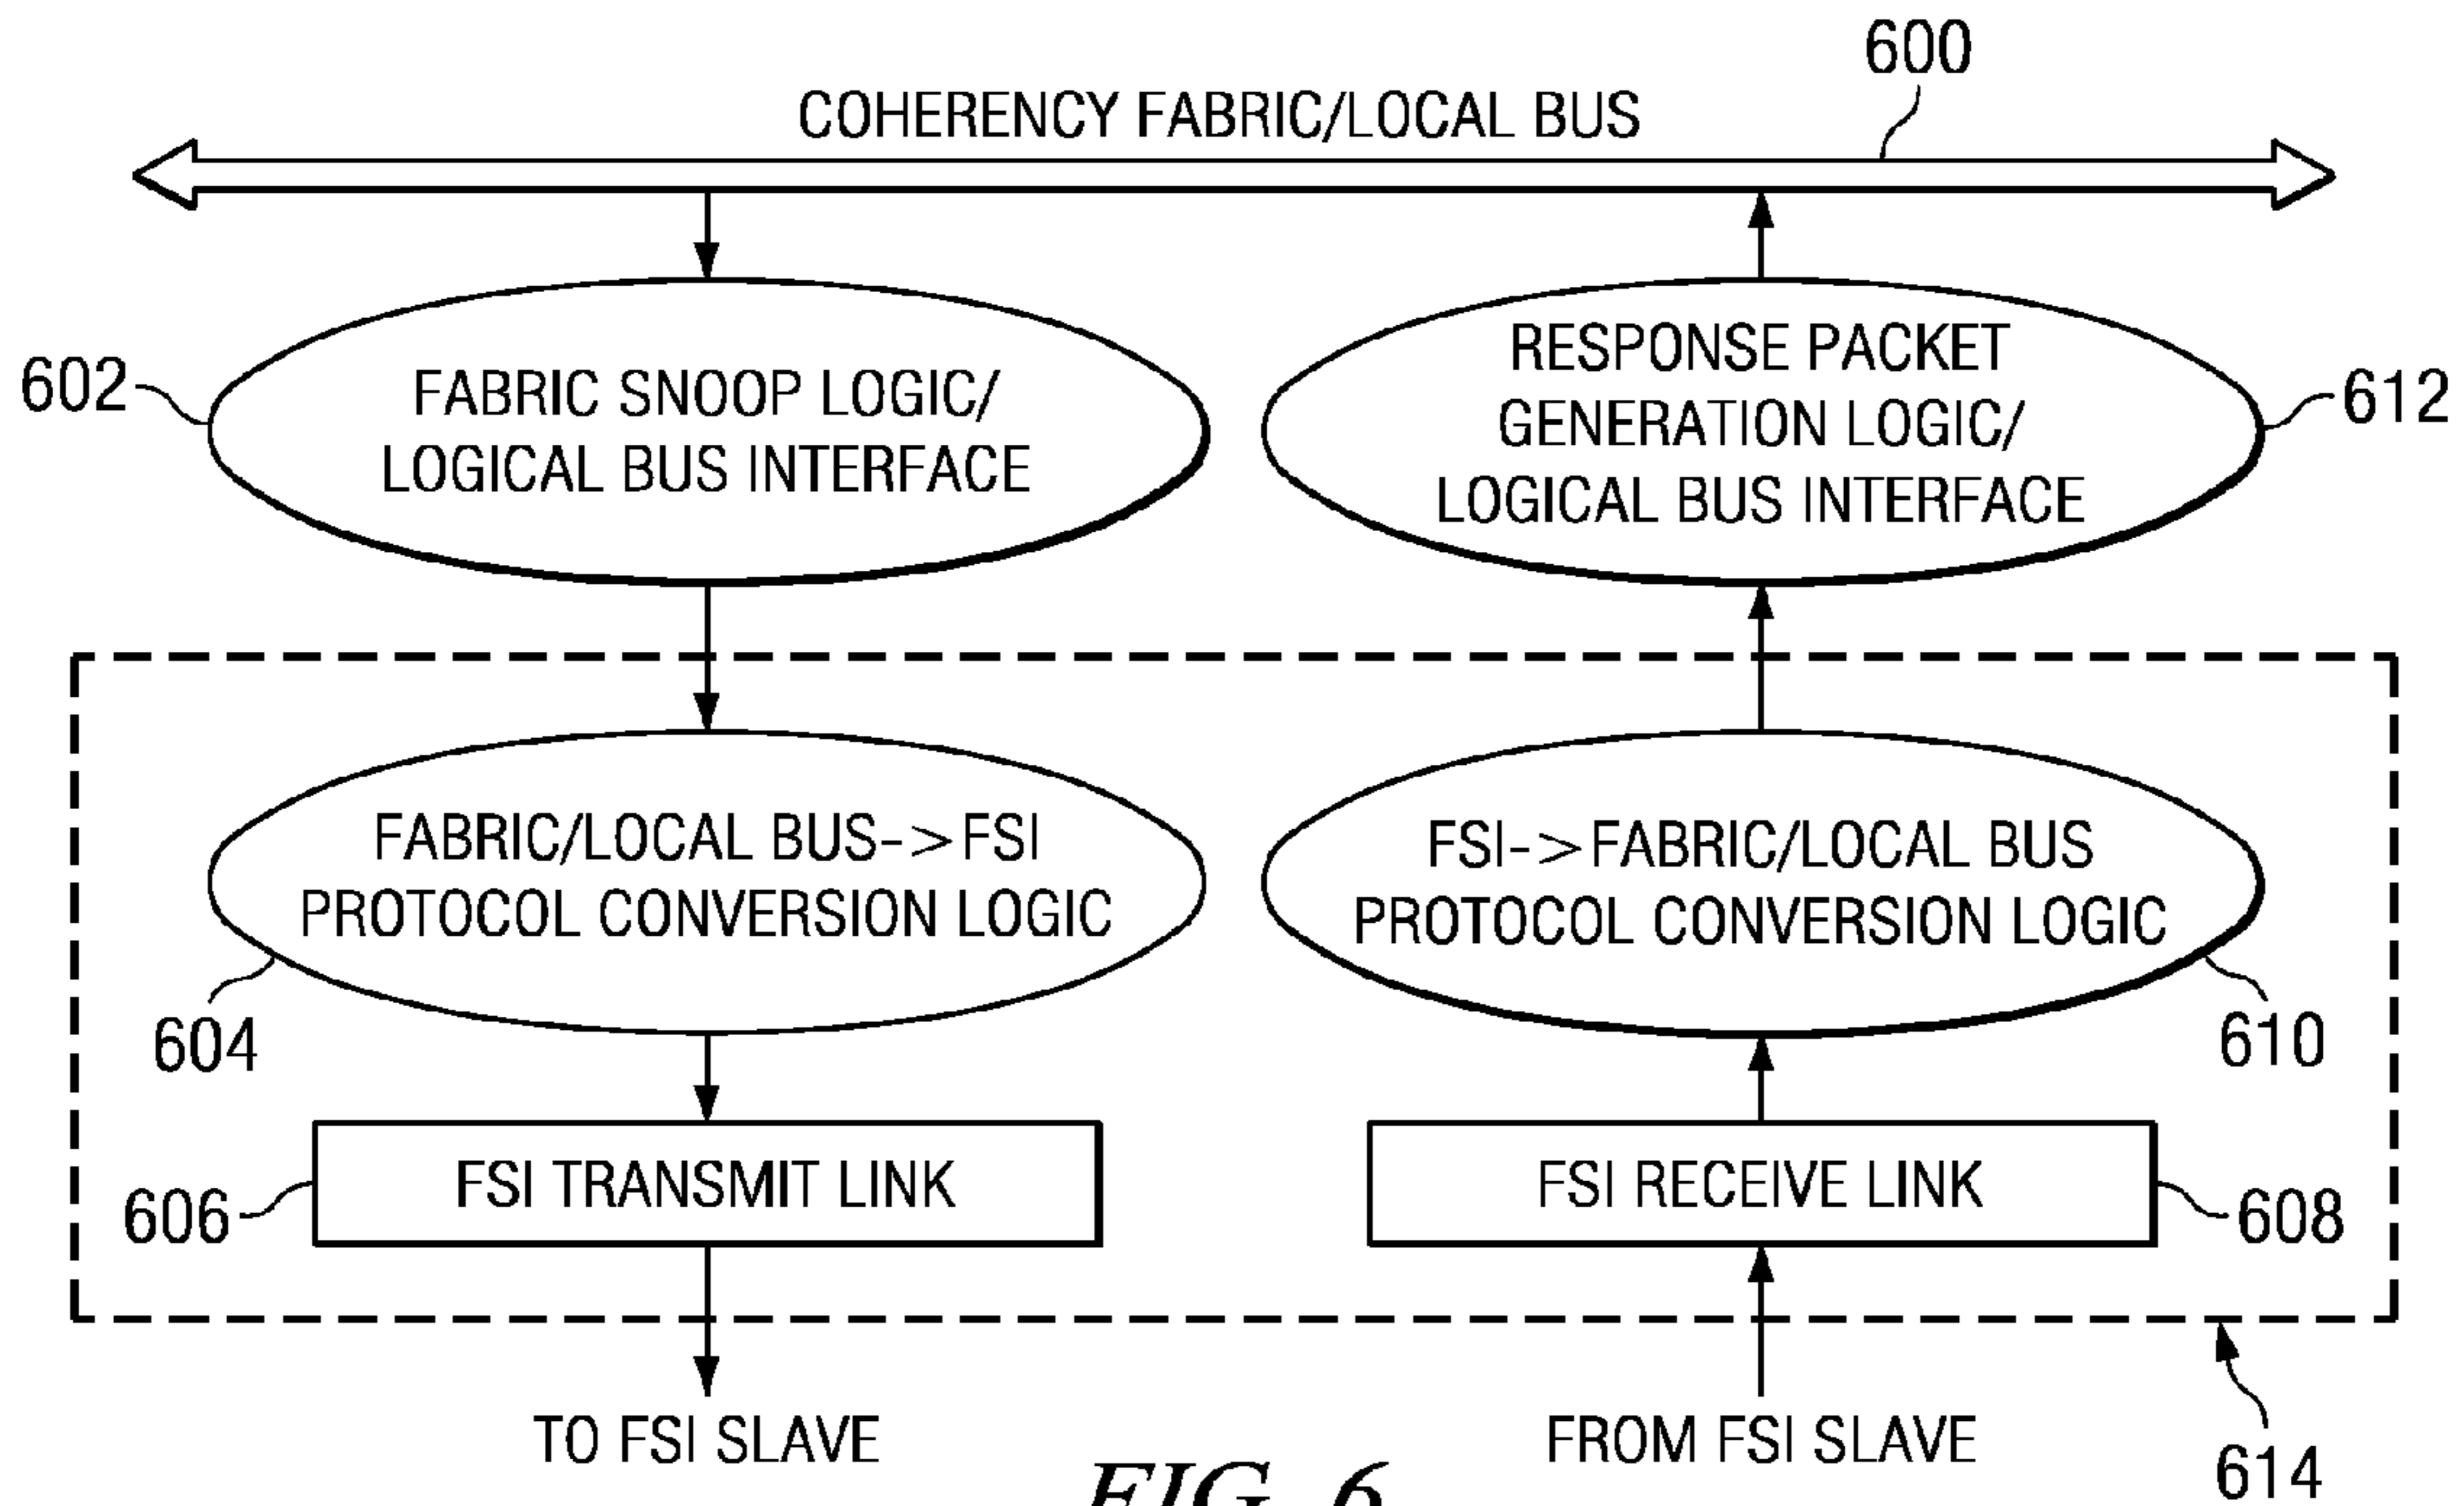 600
COHERENCY FABRIC/LOCAL BUS
602
FABRIC SNOOP LOGIC/
LOGICAL BUS INTERFACE
RESPONSE PACKET
GENERATION LOGIC/
LOGICAL BUS INTERFACE
612
FABRIC/LOCAL BUS->FSI
PROTOCOL CONVERSION LOGIC
604
FSI->FABRIC/LOCAL BUS
PROTOCOL CONVERSION LOGIC
610
606
FSI TRANSMIT LINK
FSI RECEIVE LINK
608
TO FSI SLAVE
FROM FSI SLAVE
614
FIG. 6